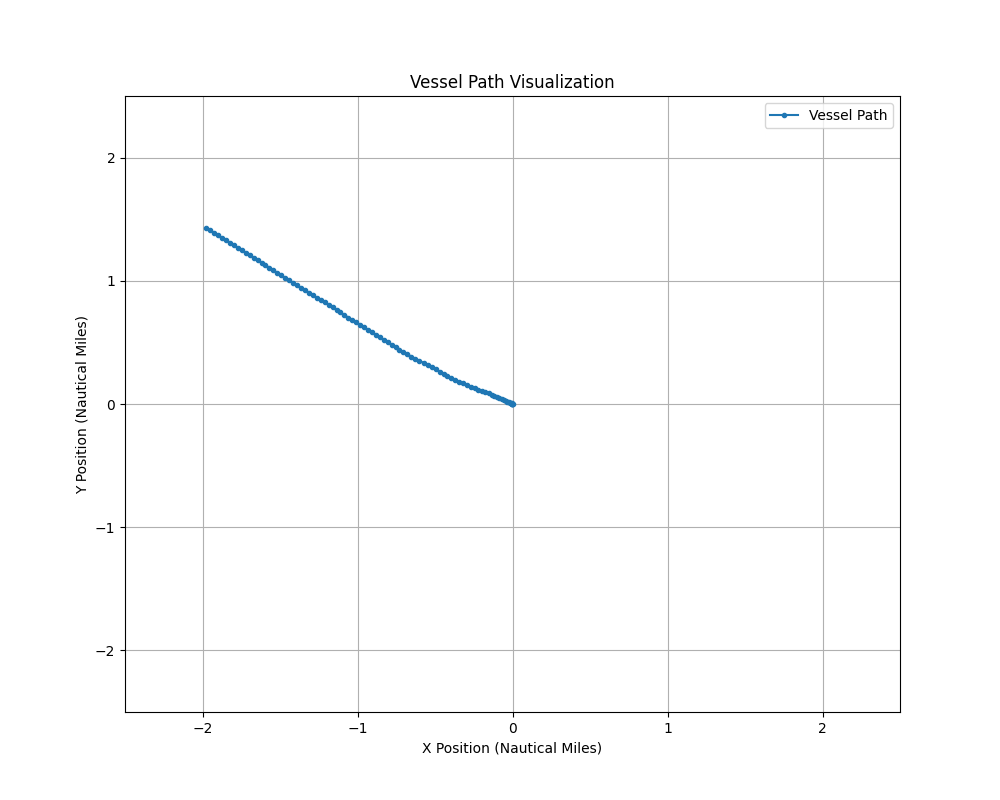 Vessel Path Visualization
Vessel Path
2
1
0
−1
−2
Y Position (Nautical Miles)
−2
−1
0
1
2
X Position (Nautical Miles)